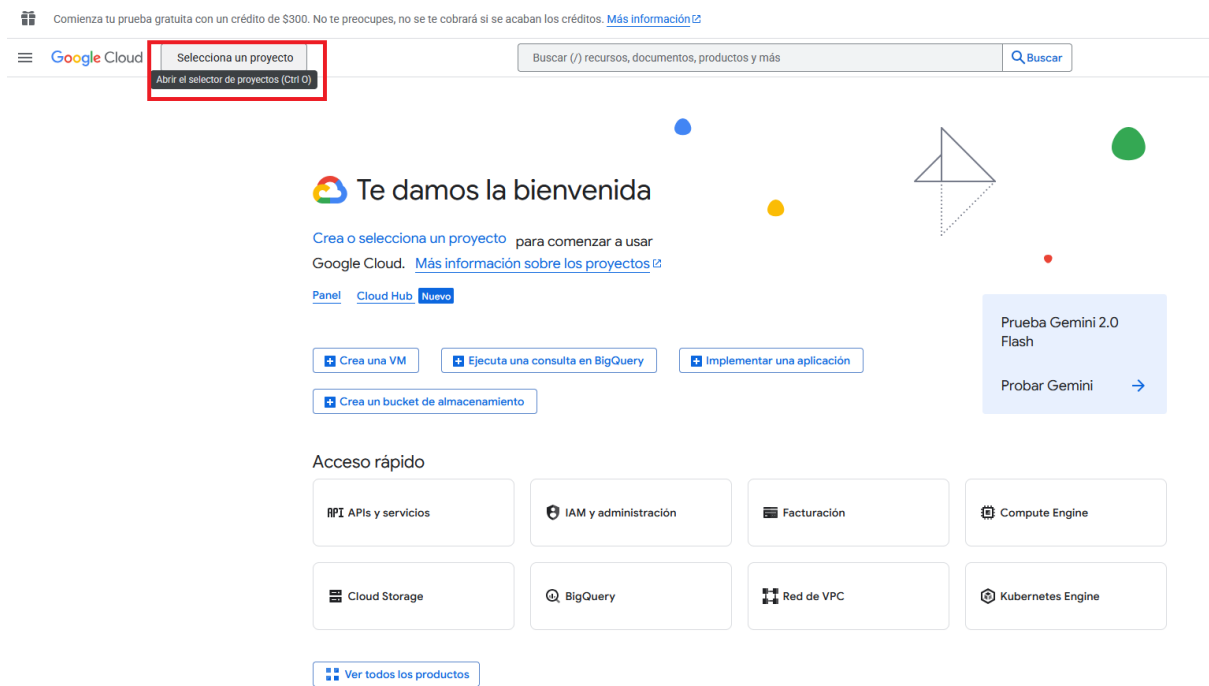 Comienza tu prueba gratuita con un crédito de $300. No te preocupes, no se te cobrará si se acaban los créditos. Más información
Google Cloud
Selecciona un proyecto
Buscar (/) recursos, documentos, productos y más
Buscar
Abrir el selector de proyectos (Ctrl O)
Te damos la bienvenida
Crea o selecciona un proyecto para comenzar a usar
Google Cloud. Más información sobre los proyectos
Panel Cloud Hub Nuevo
Prueba Gemini 2.0
Flash
Probar Gemini
Crea una VM
Ejecuta una consulta en BigQuery
Implementar una aplicación
Crea un bucket de almacenamiento
Acceso rápido
API APIs y servicios
IAM y administración
Facturación
Compute Engine
Cloud Storage
BigQuery
Red de VPC
Kubernetes Engine
Ver todos los productos